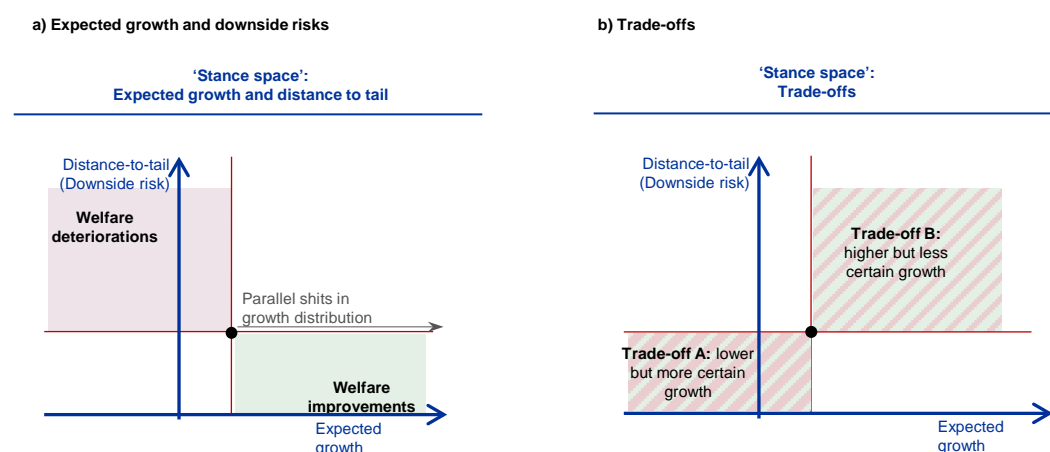 a) Expected growth and downside risks
‘Stance space’:
Expected growth and distance to tail
Distance-to-tail
(Downside risk)
Welfare
deteriorations
Parallel shits in
growth distribution
Welfare
improvements
Expected
growth
b) Trade-offs
‘Stance space’:
Trade-offs
Distance-to-tail
(Downside risk)
Trade-off B:
higher but less
certain growth
Trade-off A: lower
but more certain
growth
Expected
growth